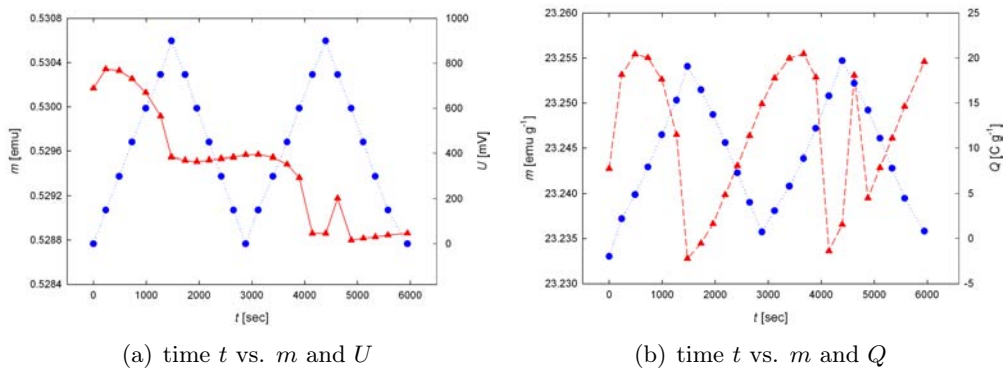 0.5308
0.5304
0.5300
0.5296
0.5292
0.5288
0.5284
m [emu]
1000
800
600
400
200
0
U [mV]
0 1000 2000 3000 4000 5000 6000
t [sec]
(a) time t vs. m and U
23.260
23.255
23.250
23.245
23.240
23.235
23.230
m [emu g⁻¹]
25
20
15
10
5
0
-5
Q [C g⁻¹]
0 1000 2000 3000 4000 5000 6000
t [sec]
(b) time t vs. m and Q